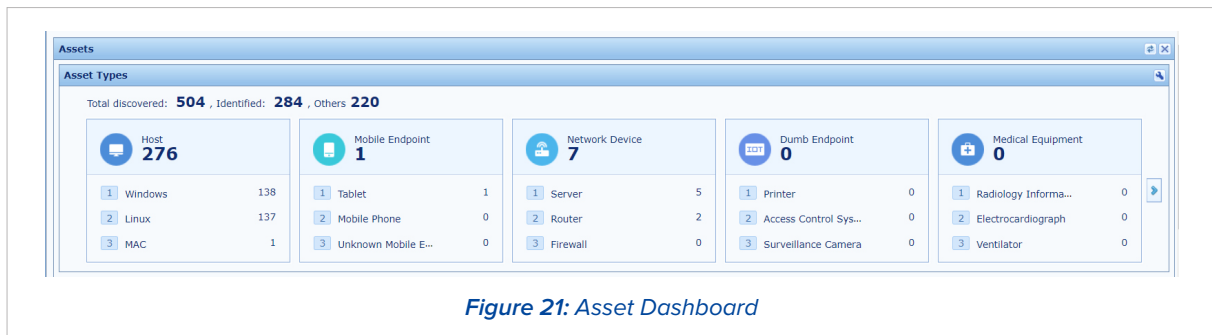 Assets
Asset Types
Total discovered: 504 , Identified: 284 , Others 220
Host
276
1 Windows 138
2 Linux 137
3 MAC 1
Mobile Endpoint
1
1 Tablet 1
2 Mobile Phone 0
3 Unknown Mobile E... 0
Network Device
7
1 Server 5
2 Router 2
3 Firewall 0
IOT
Dumb Endpoint
0
1 Printer 0
2 Access Control Sys... 0
3 Surveillance Camera 0
Medical Equipment
0
1 Radiology Informa... 0
2 Electrocardiograph 0
3 Ventilator 0
Figure 21: Asset Dashboard